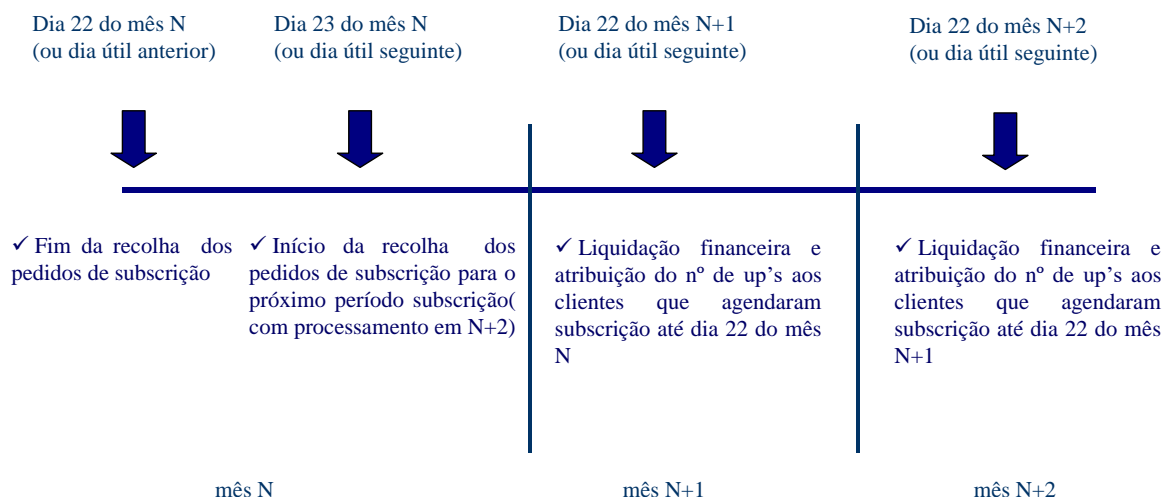 Dia 22 do mês N
(ou dia útil anterior)
Dia 23 do mês N
(ou dia útil seguinte)
Dia 22 do mês N+1
(ou dia útil seguinte)
Dia 22 do mês N+2
(ou dia útil seguinte)
✓ Fim da recolha dos
pedidos de subscrição
✓ Início da recolha dos
pedidos de subscrição para o
próximo período subscrição(
com processamento em N+2)
✓ Liquidação financeira e
atribuição do nº de up’s aos
clientes que agendaram
subscrição até dia 22 do mês
N
✓ Liquidação financeira e
atribuição do nº de up’s aos
clientes que agendaram
subscrição até dia 22 do mês
N+1
mês N
mês N+1
mês N+2